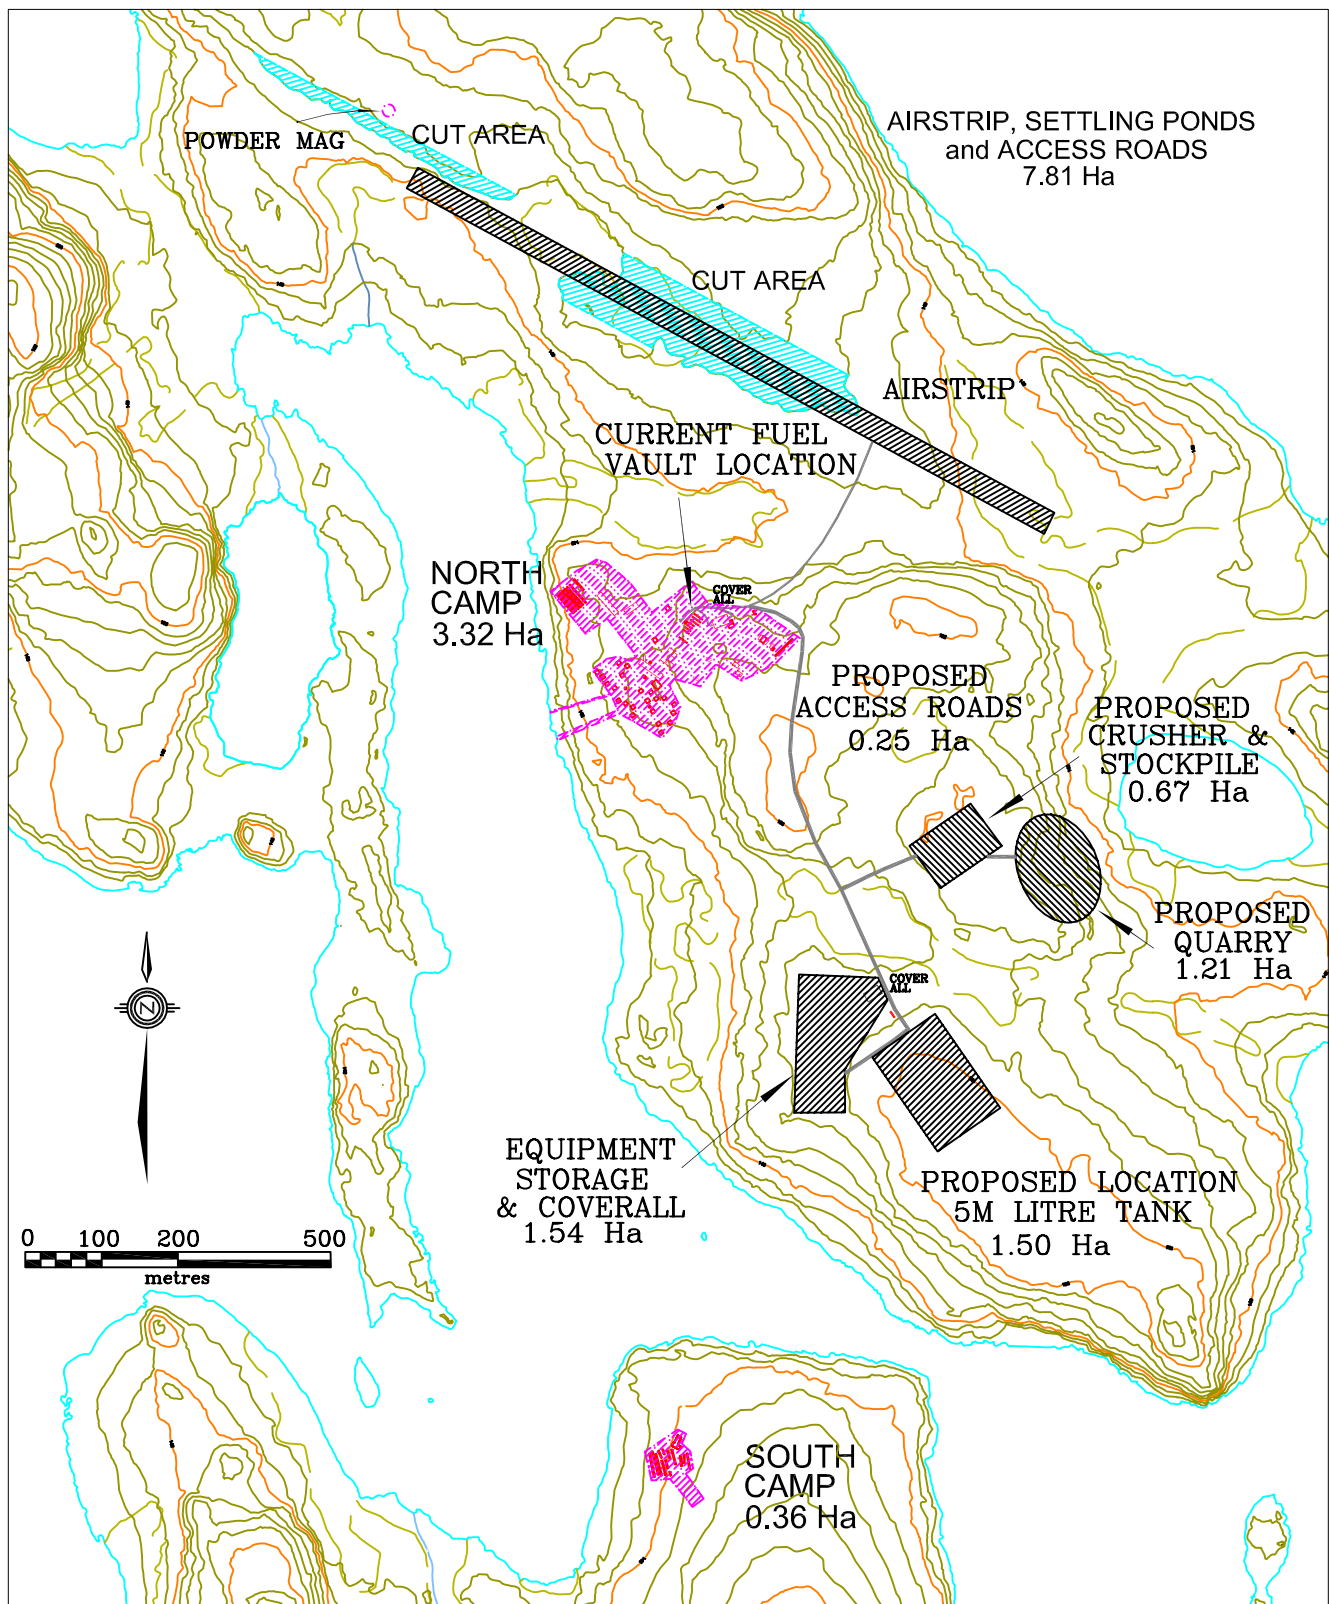 AIRSTRIP, SETTLING PONDS
and ACCESS ROADS
7.81 Ha
POWDER MAG
CUT AREA
CUT AREA
AIRSTRIP
CURRENT FUEL
VAULT LOCATION
NORTH
CAMP
3.32 Ha
COVER
ALL
PROPOSED
ACCESS ROADS
0.25 Ha
PROPOSED
CRUSHER &
STOCKPILE
0.67 Ha
PROPOSED
QUARRY
1.21 Ha
COVER
ALL
N
EQUIPMENT
STORAGE
& COVERALL
1.54 Ha
PROPOSED LOCATION
5M LITRE TANK
1.50 Ha
0 100 200 500
metres
SOUTH
CAMP
0.36 Ha